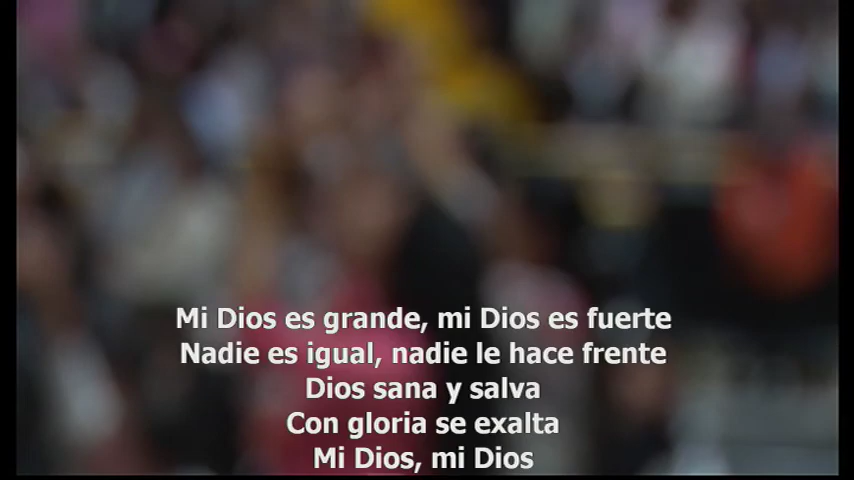 Mi Dios es grande, mi Dios es fuerte
Nadie es igual, nadie le hace frente
Dios sana y salva
Con gloria se exalta
Mi Dios, mi Dios